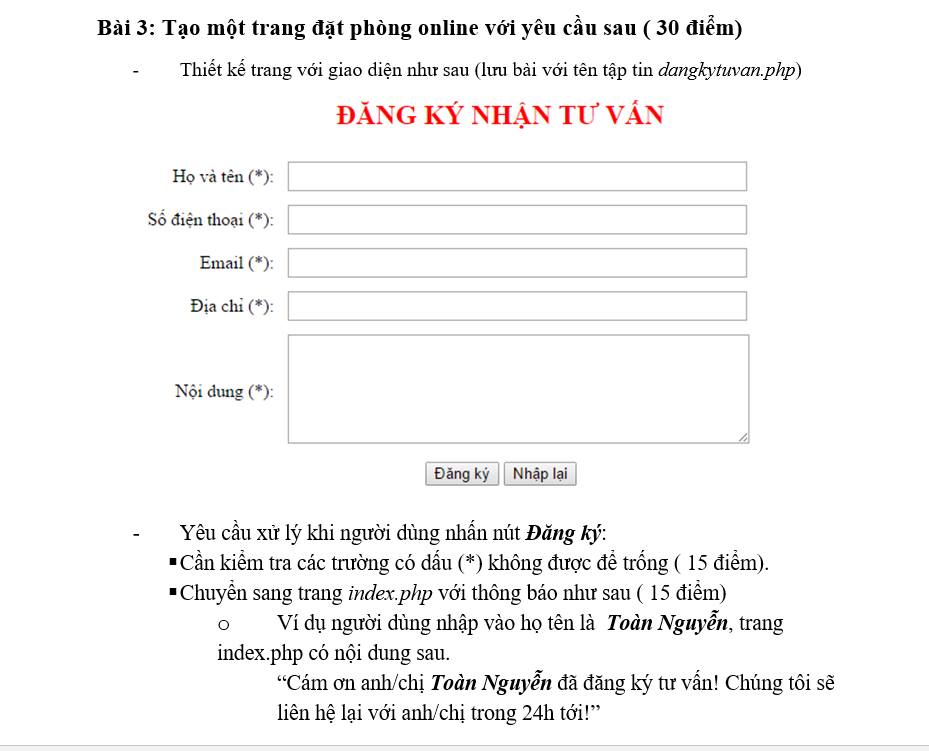 Bài 3: Tạo một trang đặt phòng online với yêu cầu sau ( 30 điểm)
- Thiết kế trang với giao diện như sau (lưu bài với tên tập tin dangkytuvan.php)
ĐĂNG KÝ NHẬN TƯ VẤN
Họ và tên (*):
Số điện thoại (*):
Email (*):
Địa chỉ (*):
Nội dung (*):
Đăng ký Nhập lại
- Yêu cầu xử lý khi người dùng nhấn nút Đăng ký:
▪ Cần kiểm tra các trường có dấu (*) không được để trống ( 15 điểm).
▪ Chuyển sang trang index.php với thông báo như sau ( 15 điểm)
o Ví dụ người dùng nhập vào họ tên là Toàn Nguyễn, trang
index.php có nội dung sau.
“Cám ơn anh/chị Toàn Nguyễn đã đăng ký tư vấn! Chúng tôi sẽ
liên hệ lại với anh/chị trong 24h tới!”